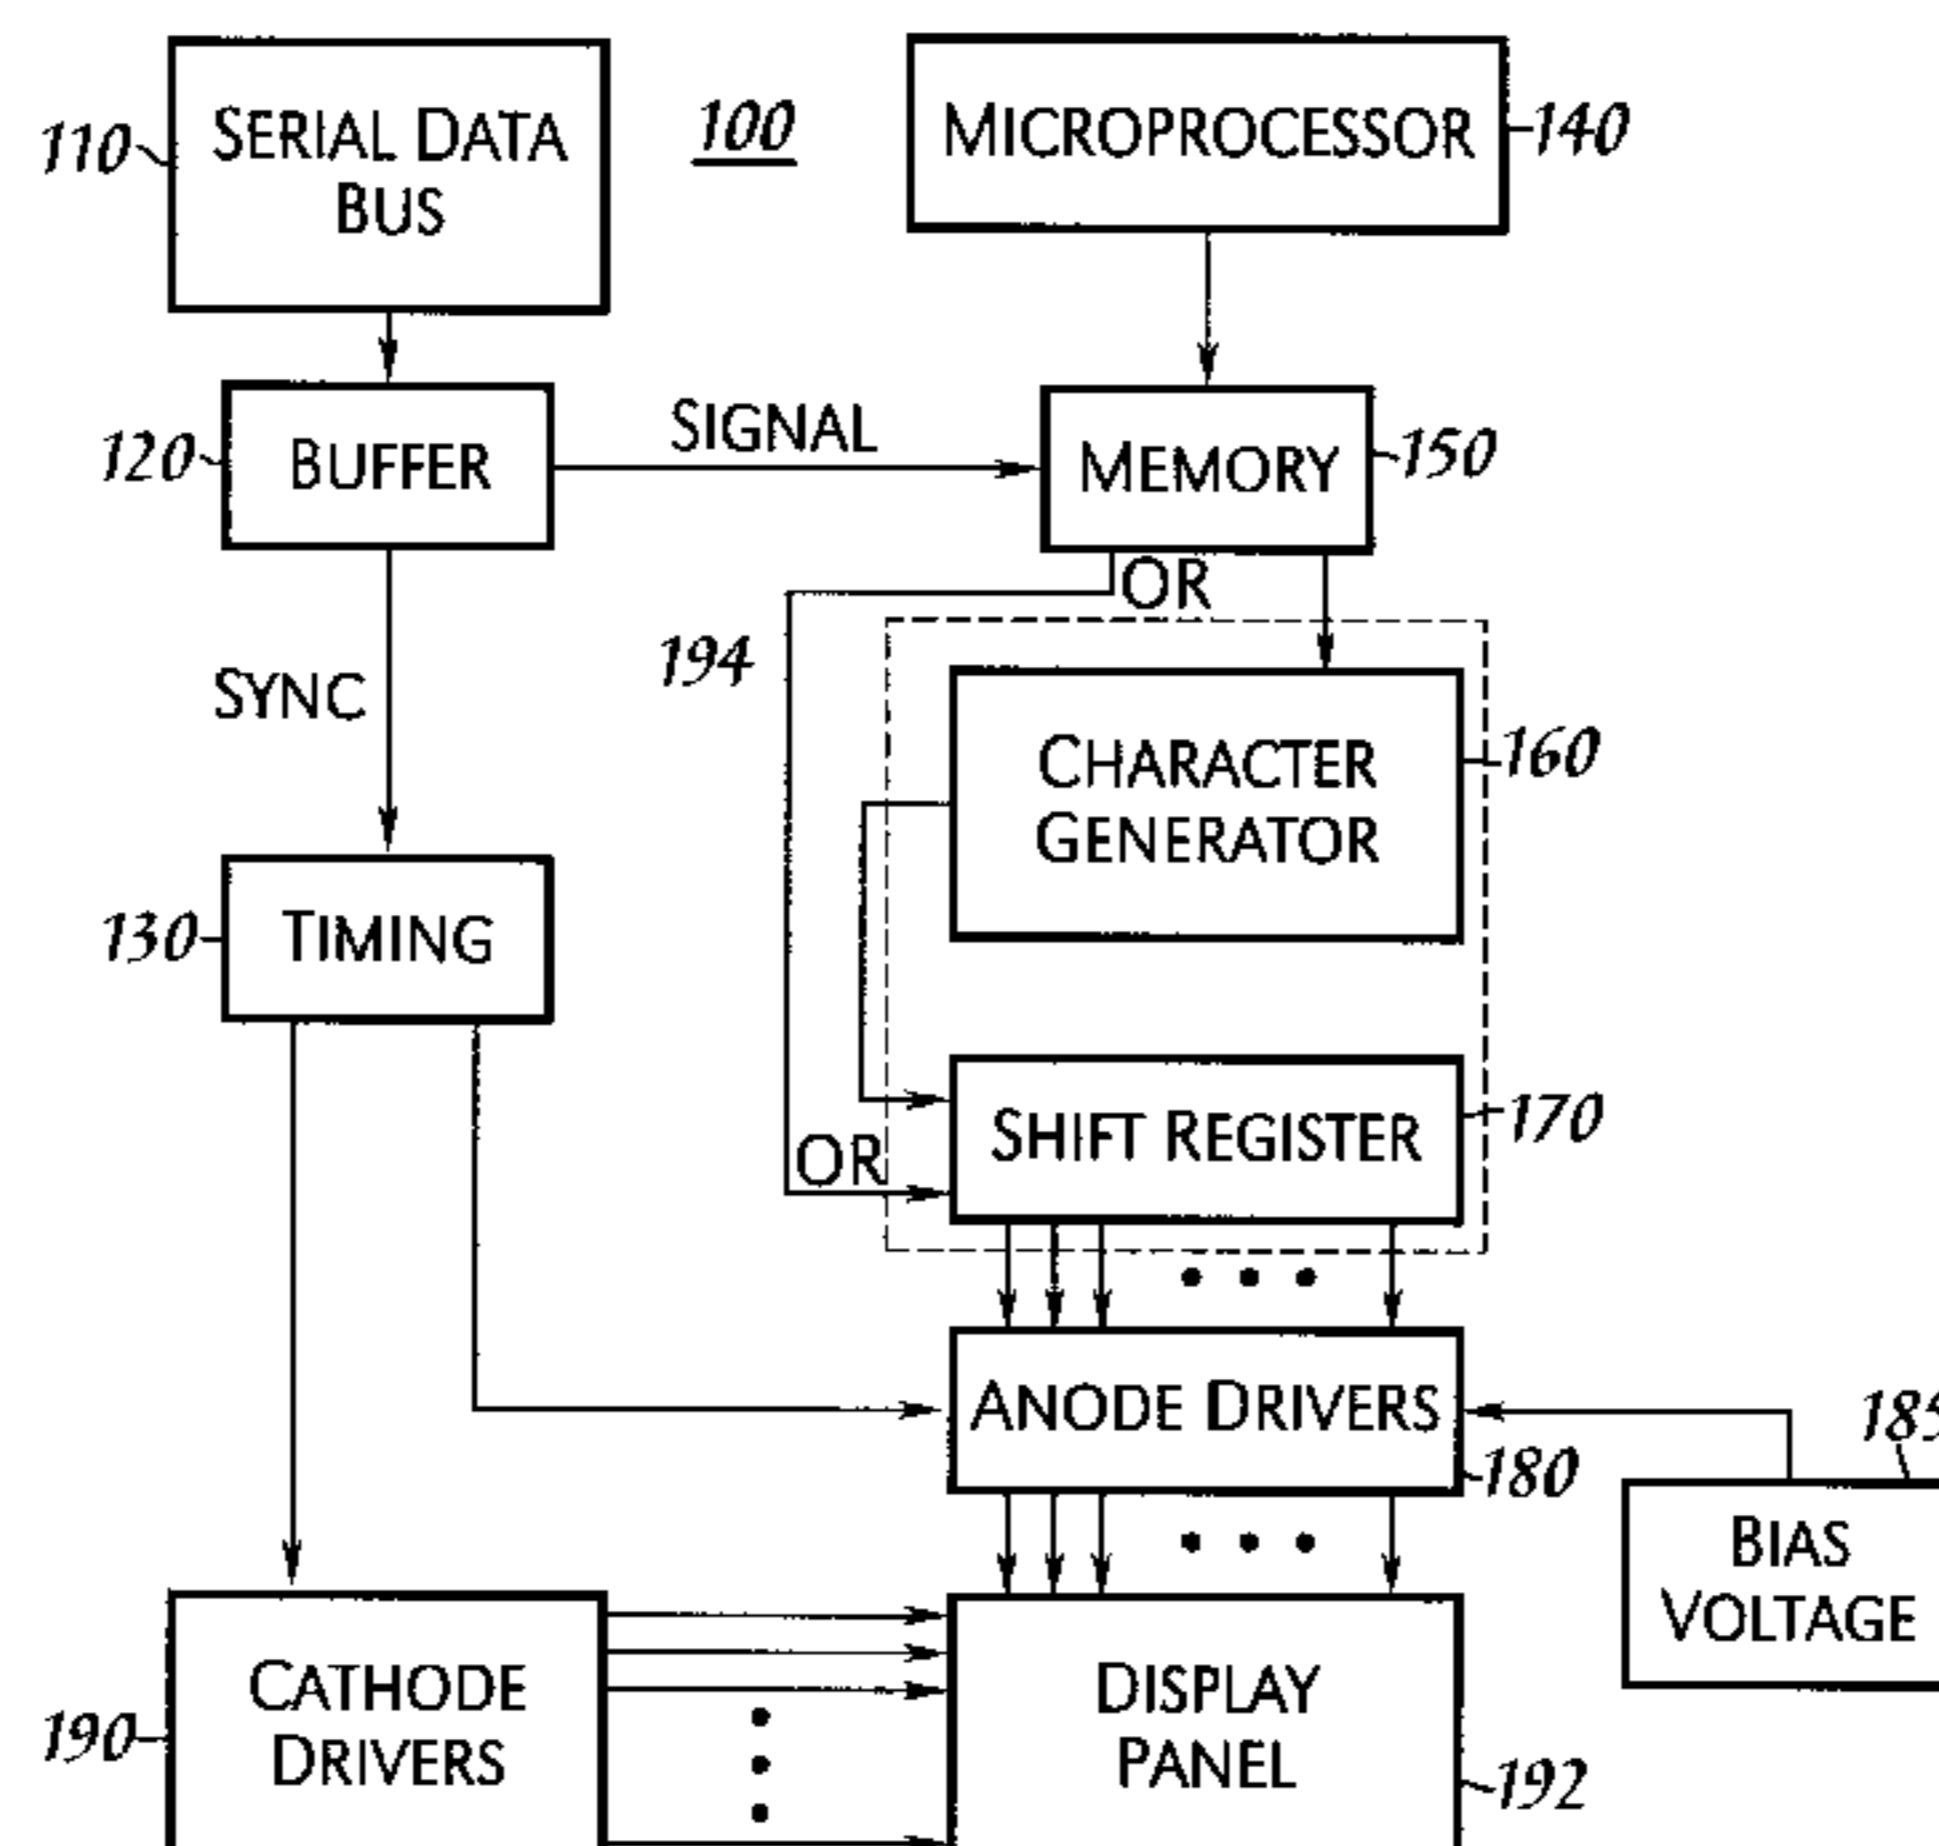 SERIAL DATA
BUS
110
100
MICROPROCESSOR
140
BUFFER
120
SIGNAL
MEMORY
150
OR
194
SYNC
CHARACTER
GENERATOR
160
TIMING
130
SHIFT REGISTER
170
OR
ANODE DRIVERS
180
185
BIAS
VOLTAGE
CATHODE
DRIVERS
190
DISPLAY
PANEL
192